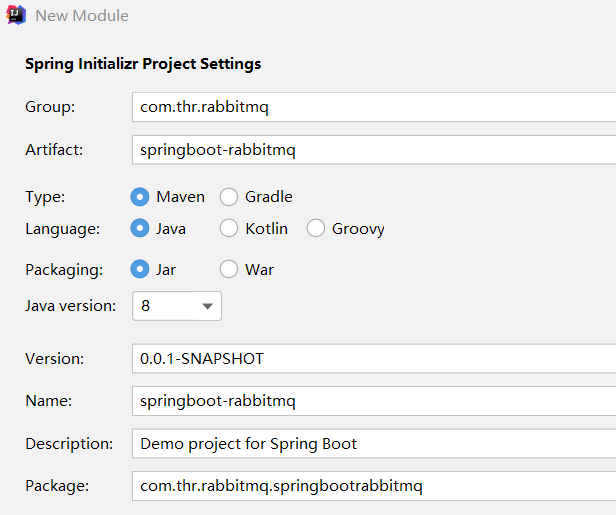 New Module
Spring Initializr Project Settings
Group: com.thr.rabbitmq
Artifact: springboot-rabbitmq
Type: Maven Gradle
Language: Java Kotlin Groovy
Packaging: Jar War
Java version: 8
Version: 0.0.1-SNAPSHOT
Name: springboot-rabbitmq
Description: Demo project for Spring Boot
Package: com.thr.rabbitmq.springbootrabbitmq